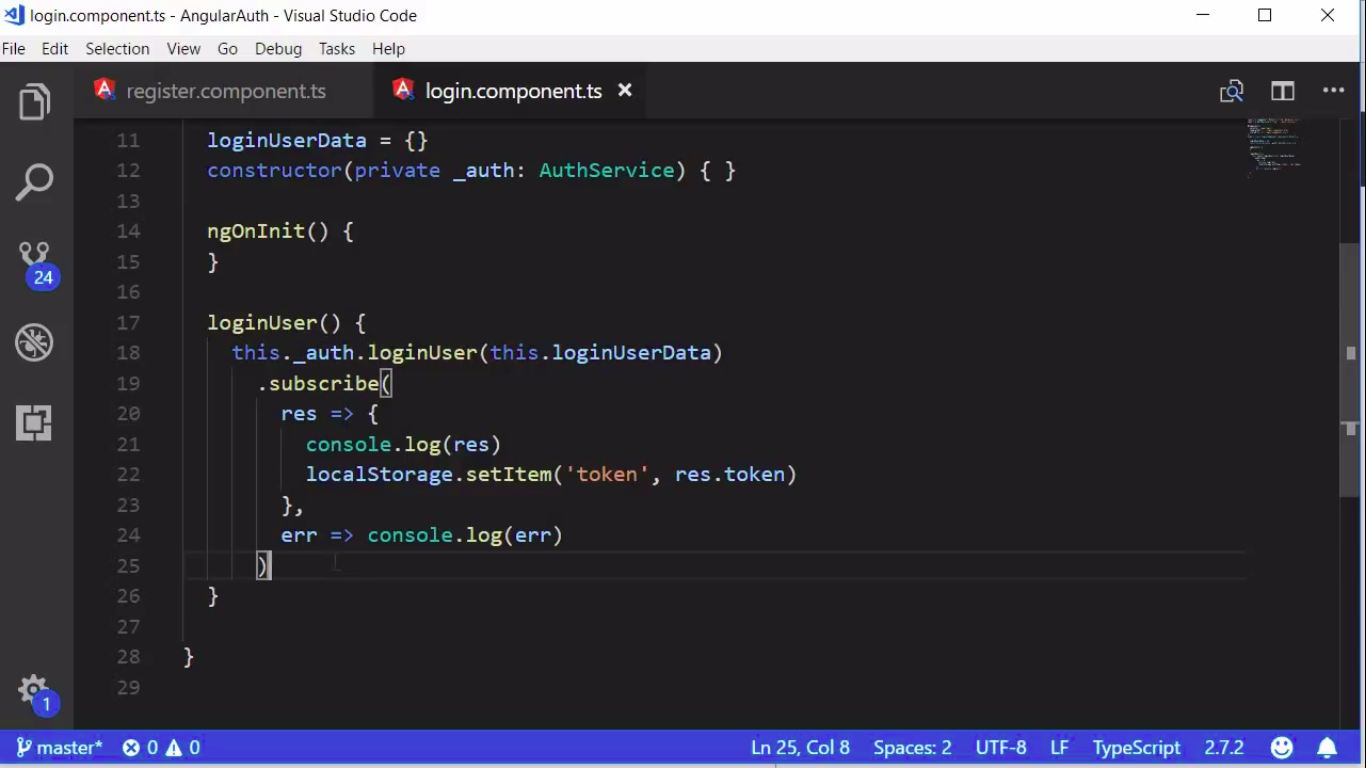 login.component.ts - AngularAuth - Visual Studio Code
File Edit Selection View Go Debug Tasks Help
register.component.ts login.component.ts
11 loginUserData = {}
12 constructor(private _auth: AuthService) { }
13
14 ngOnInit() {
15 }
16
17 loginUser() {
18 this._auth.loginUser(this.loginUserData)
19 .subscribe(
20 res => {
21 console.log(res)
22 localStorage.setItem('token', res.token)
23 },
24 err => console.log(err)
25 )
26 }
27
28 }
29
24
1
master* 0 0 Ln 25, Col 8 Spaces: 2 UTF-8 LF TypeScript 2.7.2